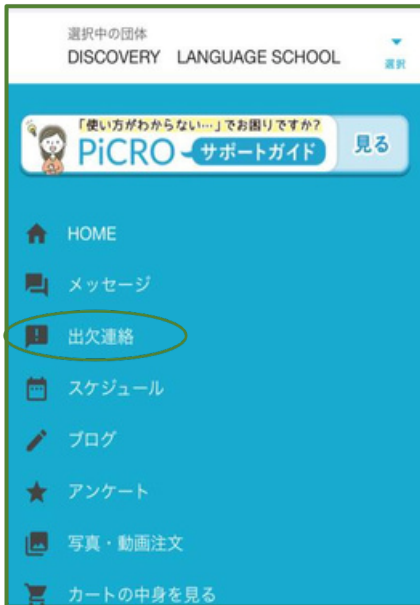 選択中の団体
DISCOVERY LANGUAGE SCHOOL
選択
「使い方がわからない…」でお困りですか?
PiCRO サポートガイド
見る
HOME
メッセージ
出欠連絡
スケジュール
ブログ
アンケート
写真・動画注文
カートの中身を見る